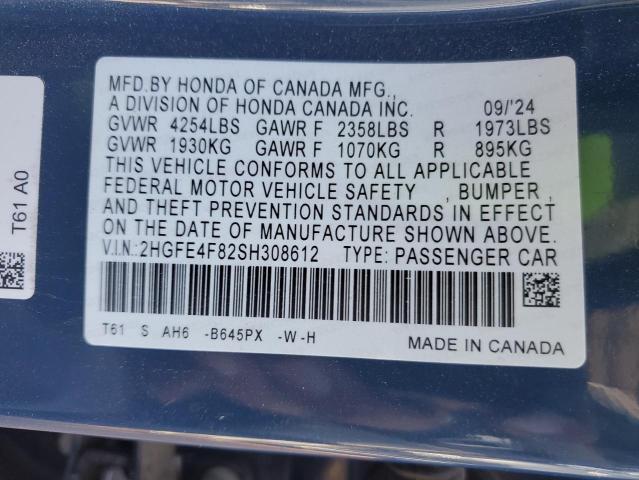 MFD.BY HONDA OF CANADA MFG.,
A DIVISION OF HONDA CANADA INC. 09/'24
GVWR 4254LBS GAWR F 2358LBS R 1973LBS
GVWR 1930KG GAWR F 1070KG R 895KG
THIS VEHICLE CONFORMS TO ALL APPLICABLE
FEDERAL MOTOR VEHICLE SAFETY , BUMPER ,
AND THEFT PREVENTION STANDARDS IN EFFECT
ON THE DATE OF MANUFACTURE SHOWN ABOVE.
V.I.N.:2HGFE4F82SH308612 TYPE: PASSENGER CAR
T61 S AH6 -B645PX -W-H
MADE IN CANADA
T61 A0